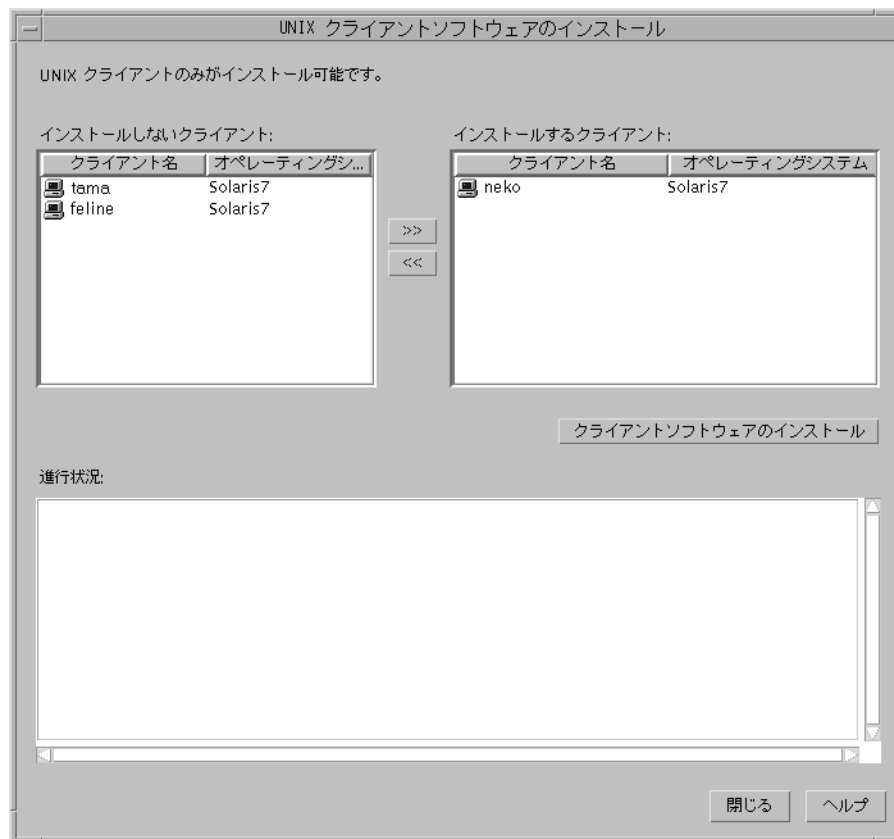 UNIX クライアントソフトウェアのインストール
UNIX クライアントのみがインストール可能です。
インストールしないクライアント:
クライアント名 オペレーティングシ...
tama Solaris7
feline Solaris7
>>
<<
インストールするクライアント:
クライアント名 オペレーティングシステム
neko Solaris7
クライアントソフトウェアのインストール
進行状況:
閉じる ヘルプ